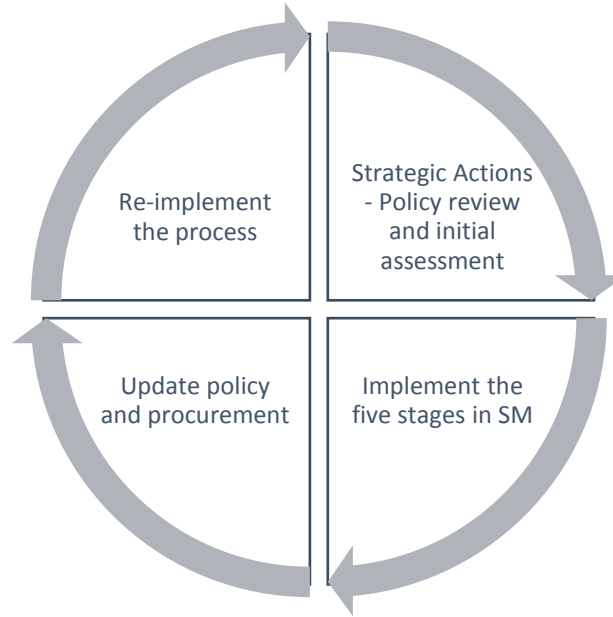 Re-implement
the process
Strategic Actions
- Policy review
and initial
assessment
Update policy
and procurement
Implement the
five stages in SM